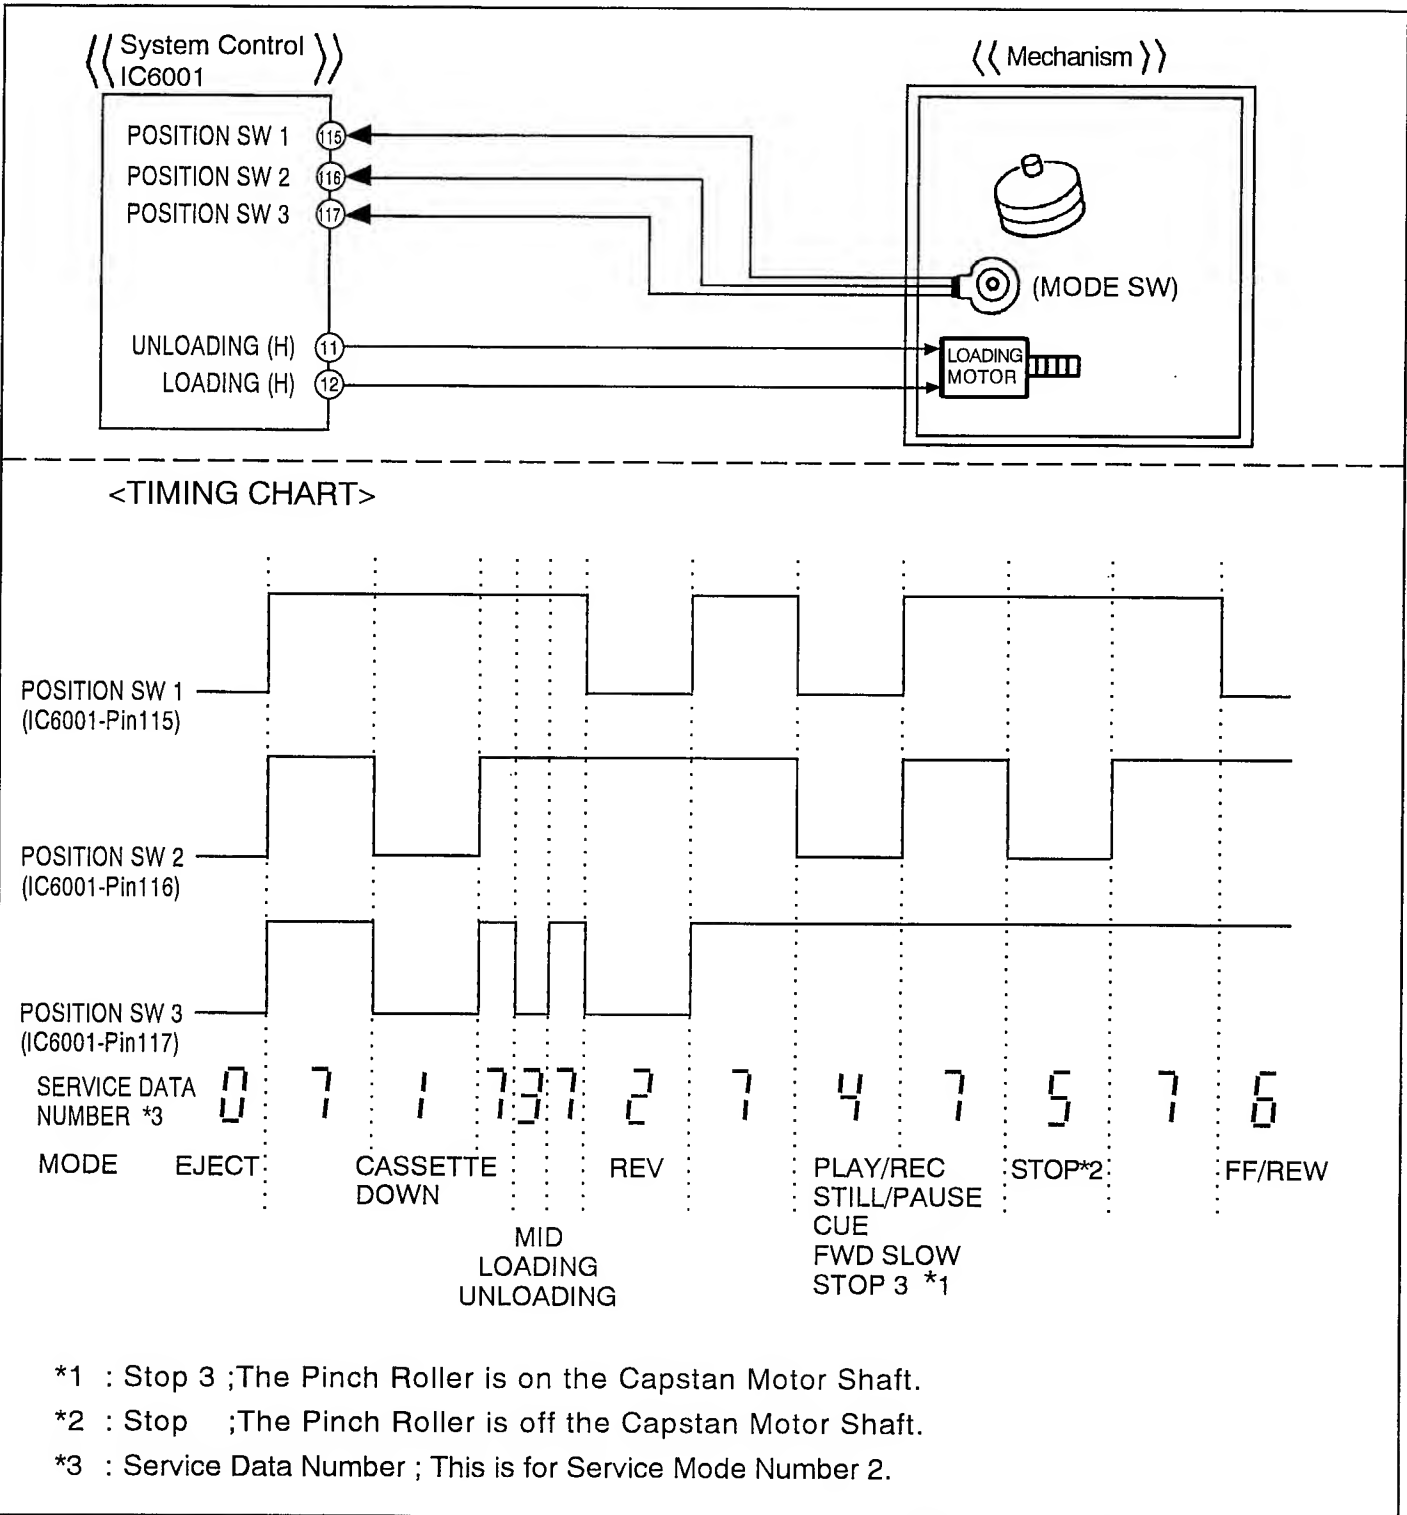 System Control
IC6001
Mechanism
POSITION SW 1 115
POSITION SW 2 116
POSITION SW 3 117
(MODE SW)
UNLOADING (H) 11
LOADING (H) 12
LOADING
MOTOR
<TIMING CHART>
POSITION SW 1
(IC6001-Pin115)
POSITION SW 2
(IC6001-Pin116)
POSITION SW 3
(IC6001-Pin117)
SERVICE DATA
NUMBER *3
0 7 1 7 3 7 2 7 4 7 5 7 6
MODE EJECT CASSETTE DOWN REV PLAY/REC STOP*2 FF/REW
STILL/PAUSE
CUE
FWD SLOW
STOP 3 *1
MID
LOADING
UNLOADING
*1 : Stop 3 ;The Pinch Roller is on the Capstan Motor Shaft.
*2 : Stop ;The Pinch Roller is off the Capstan Motor Shaft.
*3 : Service Data Number ; This is for Service Mode Number 2.